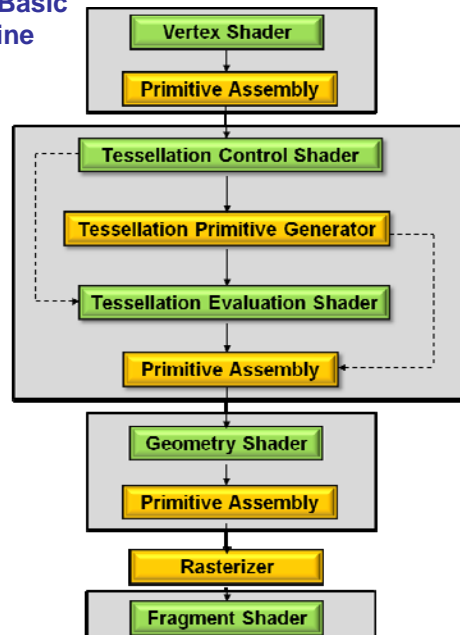 Basic
ine
Vertex Shader
Primitive Assembly
Tessellation Control Shader
Tessellation Primitive Generator
Tessellation Evaluation Shader
Primitive Assembly
Geometry Shader
Primitive Assembly
Rasterizer
Fragment Shader